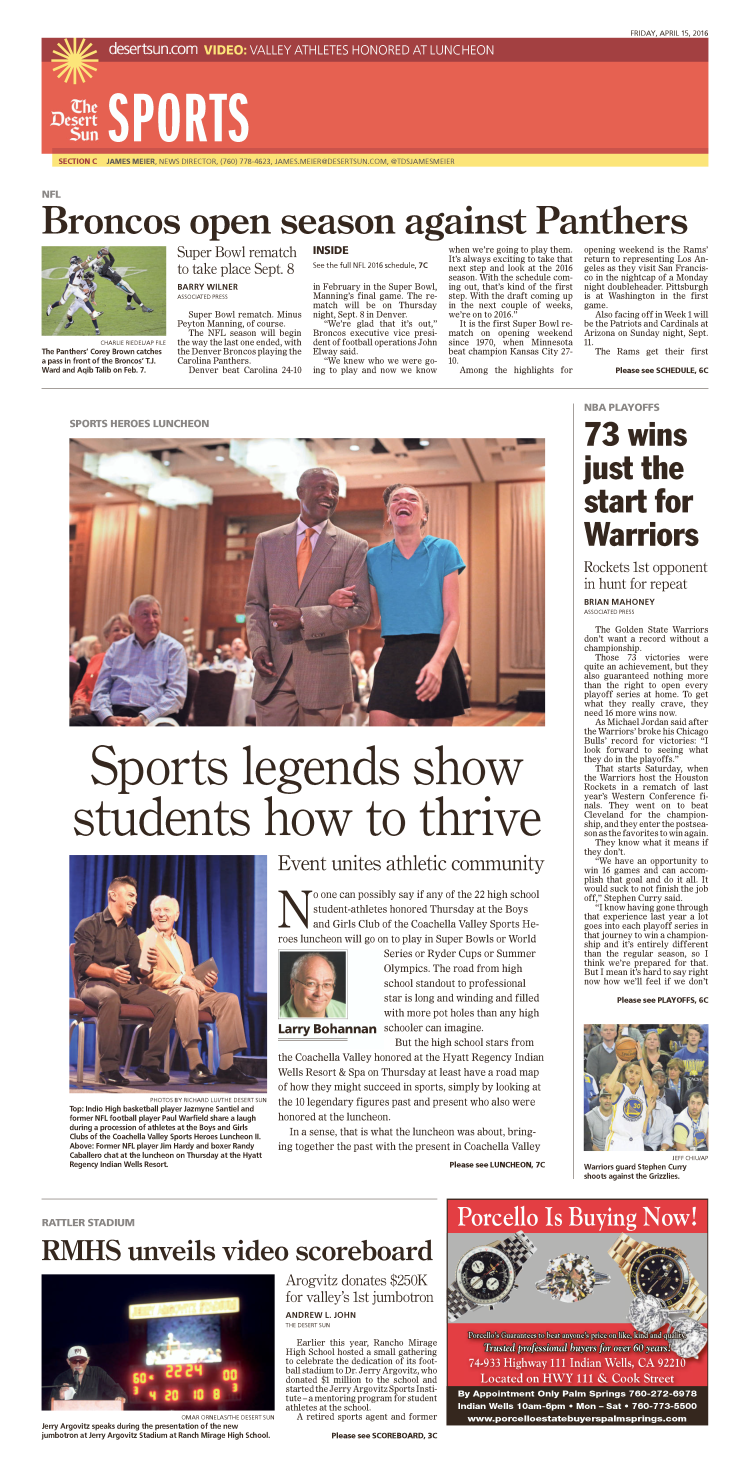 FRIDAY, APRIL 15, 2016
desertsun.com VIDEO: VALLEY ATHLETES HONORED AT LUNCHEON
The
Desert
Sun
SPORTS
SECTION C JAMES MEIER, NEWS DIRECTOR, (760) 778-4623, JAMES.MEIER@DESERTSUN.COM, @TDSJAMESMEIER
NFL
Broncos open season against Panthers
CHARLIE RIEDEL/AP FILE
The Panthers' Corey Brown catches
a pass in front of the Broncos' T.J.
Ward and Aqib Talib on Feb. 7.
Super Bowl rematch
to take place Sept. 8
BARRY WILNER
ASSOCIATED PRESS
Super Bowl rematch. Minus
Peyton Manning, of course.
The NFL season will begin
the way the last one ended, with
the Denver Broncos playing the
Carolina Panthers.
Denver beat Carolina 24-10
INSIDE
See the full NFL 2016 schedule, 7C
in February in the Super Bowl,
Manning's final game. The re-
match will be on Thursday
night, Sept. 8 in Denver.
“We're glad that it's out,”
Broncos executive vice presi-
dent of football operations John
Elway said.
“We knew who we were go-
ing to play and now we know
when we're going to play them.
It's always exciting to take that
next step and look at the 2016
season. With the schedule com-
ing out, that's kind of the first
step. With the draft coming up
in the next couple of weeks,
we're on to 2016.”
It is the first Super Bowl re-
match on opening weekend
since 1970, when Minnesota
beat champion Kansas City 27-
10.
Among the highlights for
opening weekend is the Rams'
return to representing Los An-
geles as they visit San Francis-
co in the nightcap of a Monday
night doubleheader. Pittsburgh
is at Washington in the first
game.
Also facing off in Week 1 will
be the Patriots and Cardinals at
Arizona on Sunday night, Sept.
11.
The Rams get their first
Please see SCHEDULE, 6C
SPORTS HEROES LUNCHEON
Sports legends show
students how to thrive
PHOTOS BY RICHARD LUI/THE DESERT SUN
Top: Indio High basketball player Jazmyne Santiel and
former NFL football player Paul Warfield share a laugh
during a procession of athletes at the Boys and Girls
Clubs of the Coachella Valley Sports Heroes Luncheon II.
Above: Former NFL player Jim Hardy and boxer Randy
Caballero chat at the luncheon on Thursday at the Hyatt
Regency Indian Wells Resort.
Event unites athletic community
No one can possibly say if any of the 22 high school
student-athletes honored Thursday at the Boys
and Girls Club of the Coachella Valley Sports He-
roes luncheon will go on to play in Super Bowls or World
Series or Ryder Cups or Summer
Olympics. The road from high
school standout to professional
star is long and winding and filled
with more pot holes than any high
schooler can imagine.
Larry Bohannan
But the high school stars from
the Coachella Valley honored at the Hyatt Regency Indian
Wells Resort & Spa on Thursday at least have a road map
of how they might succeed in sports, simply by looking at
the 10 legendary figures past and present who also were
honored at the luncheon.
In a sense, that is what the luncheon was about, bring-
ing together the past with the present in Coachella Valley
Please see LUNCHEON, 7C
NBA PLAYOFFS
73 wins
just the
start for
Warriors
Rockets 1st opponent
in hunt for repeat
BRIAN MAHONEY
ASSOCIATED PRESS
The Golden State Warriors
don't want a record without a
championship.
Those 73 victories were
quite an achievement, but they
also guaranteed nothing more
than the right to open every
playoff series at home. To get
what they really crave, they
need 16 more wins now.
As Michael Jordan said after
the Warriors' broke his Chicago
Bulls' record for victories: “I
look forward to seeing what
they do in the playoffs.”
That starts Saturday, when
the Warriors host the Houston
Rockets in a rematch of last
year's Western Conference fi-
nals. They went on to beat
Cleveland for the champion-
ship, and they enter the postsea-
son as the favorites to win again.
They know what it means if
they don't.
“We have an opportunity to
win 16 games and can accom-
plish that goal and do it all. It
would suck to not finish the job
off,” Stephen Curry said.
“I know having gone through
that experience last year a lot
goes into each playoff series in
that journey to win a champion-
ship and it's entirely different
than the regular season, so I
think we're prepared for that.
But I mean it's hard to say right
now how we'll feel if we don't
Please see PLAYOFFS, 6C
JEFF CHIU/AP
Warriors guard Stephen Curry
shoots against the Grizzlies.
RATTLER STADIUM
RMHS unveils video scoreboard
JERRY ARGOVITZ STADIUM
OMAR ORNELAS/THE DESERT SUN
Jerry Argovitz speaks during the presentation of the new
jumbotron at Jerry Argovitz Stadium at Ranch Mirage High School.
Arogvitz donates $250K
for valley's 1st jumbotron
ANDREW L. JOHN
THE DESERT SUN
Earlier this year, Rancho Mirage
High School hosted a small gathering
to celebrate the dedication of its foot-
ball stadium to Dr. Jerry Argovitz, who
donated $1 million to the school and
started the Jerry Argovitz Sports Insti-
tute – a mentoring program for student
athletes at the school.
A retired sports agent and former
Please see SCOREBOARD, 3C
Porcello Is Buying Now!
Porcello's Guarantees to beat anyone's price on like, kind and quality.
Trusted professional buyers for over 60 years!
74-933 Highway 111 Indian Wells, CA 92210
Located on HWY 111 & Cook Street
By Appointment Only Palm Springs 760-272-6978
Indian Wells 10am-6pm • Mon – Sat • 760-773-5500
www.porcelloestatebuyerspalmsprings.com